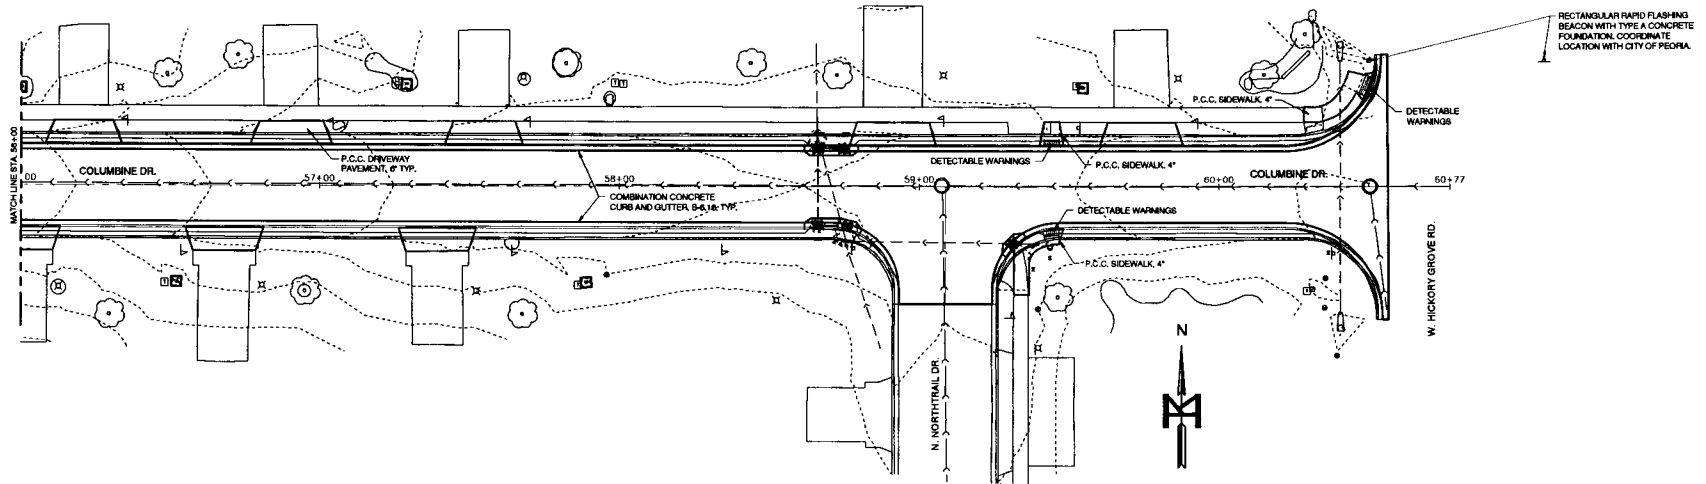 RECTANGULAR RAPID FLASHING
BEACON WITH TYPE A CONCRETE
FOUNDATION. COORDINATE
LOCATION WITH CITY OF PEORIA.
P.C.C. SIDEWALK, 4"
DETECTABLE
WARNINGS
MATCH LINE STA. 56+00
COLUMBINE DR.
P.C.C. DRIVEWAY
PAVEMENT, 6" TYP.
DETECTABLE WARNINGS
P.C.C. SIDEWALK, 4"
COLUMBINE DR.
00
57+00
58+00
59+00
60+00
60+77
COMBINATION CONCRETE
CURB AND GUTTER, B-6.18, TYP.
DETECTABLE WARNINGS
P.C.C. SIDEWALK, 4"
W. HICKORY GROVE RD.
N. NORTHTRAIL DR.
N